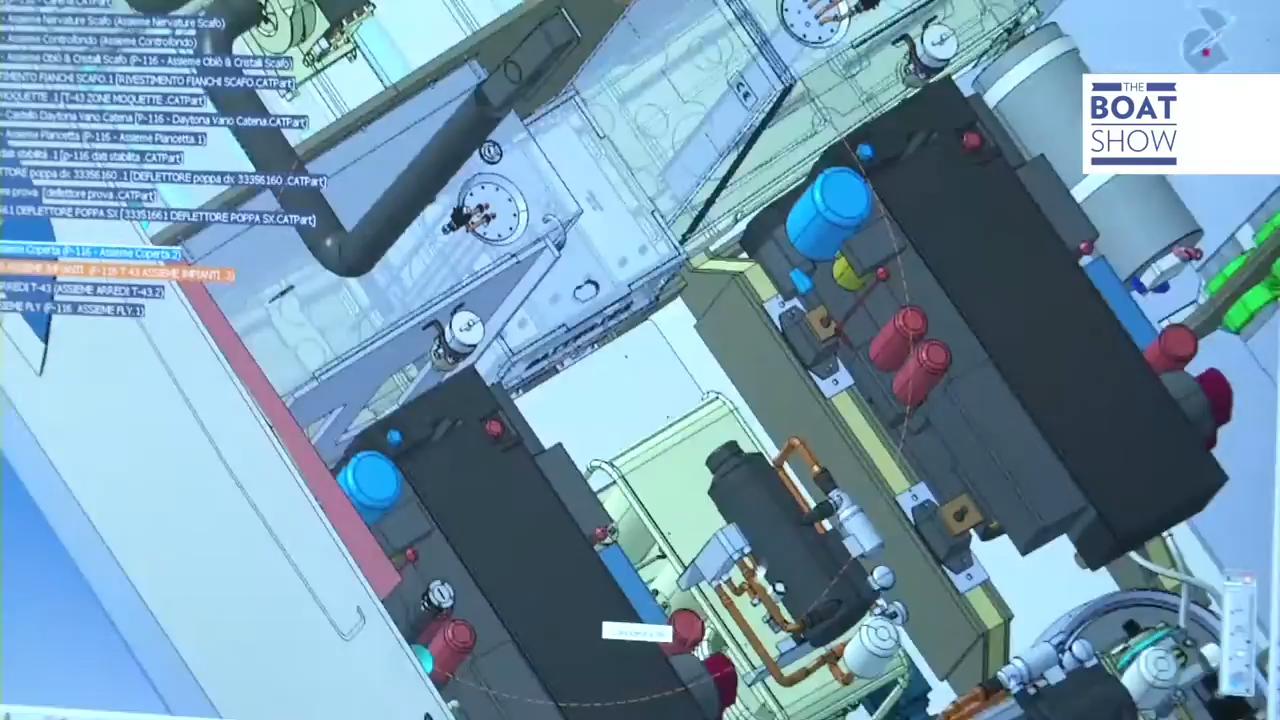 Assieme Nervature Scafo (Assieme Nervature Scafo)
Assieme Controfondo (Assieme Controfondo)
Assieme Oblò & Cristalli Scafo (P-116 - Assieme Oblò & Cristalli Scafo)
RIVESTIMENTO FIANCHI SCAFO.1 [RIVESTIMENTO FIANCHI SCAFO.CATPart]
MOQUETTE .1 [T-43 ZONE MOQUETTE .CATPart]
Castello Daytona Vano Catena [P-116 - Daytona Vano Catena.CATPart]
Assieme Plancetta (P-116 - Assieme Plancetta.1)
dati stabilità .1 [p-116 dati stabilita .CATPart]
DEFLETTORE poppa dx 33356160 .1 [DEFLETTORE poppa dx 33356160 .CATPart]
prova [deflettore prova .CATPart]
DEFLETTORE POPPA SX [33351661 DEFLETTORE POPPA SX.CATPart]
Assieme Coperta (P-116 - Assieme Coperta.2)
ASSIEME IMPIANTI (P-116 T-43 ASSIEME IMPIANTI .3)
ARREDI T-43 (ASSIEME ARREDI T-43.2)
ASSIEME FLY (P-116 ASSIEME FLY.1)
THE
BOAT
SHOW